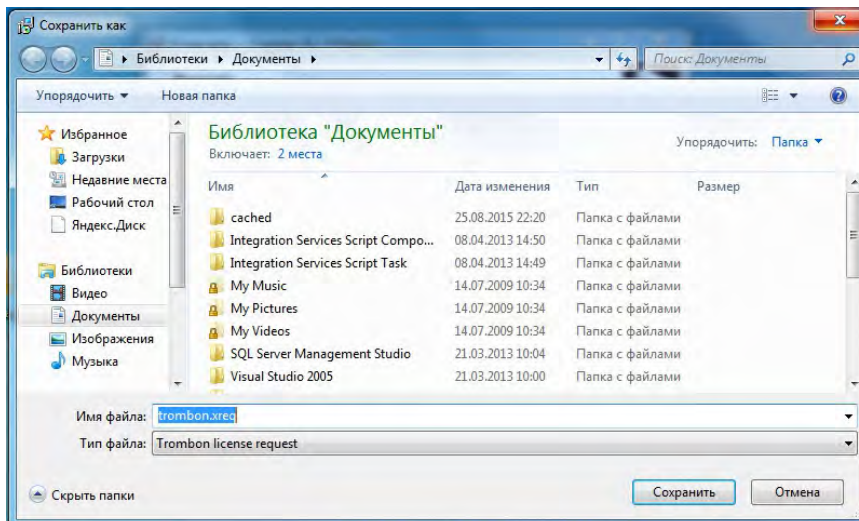 Сохранить как
Библиотеки ▸ Документы ▸
Поиск: Документы
Упорядочить ▾ Новая папка
Избранное
Загрузки
Недавние места
Рабочий стол
Яндекс.Диск
Библиотеки
Видео
Документы
Изображения
Музыка
Библиотека "Документы"
Включает: 2 места
Упорядочить: Папка ▾
Имя Дата изменения Тип Размер
cached 25.08.2015 22:20 Папка с файлами
Integration Services Script Compo... 08.04.2013 14:50 Папка с файлами
Integration Services Script Task 08.04.2013 14:49 Папка с файлами
My Music 14.07.2009 10:34 Папка с файлами
My Pictures 14.07.2009 10:34 Папка с файлами
My Videos 14.07.2009 10:34 Папка с файлами
SQL Server Management Studio 21.03.2013 10:04 Папка с файлами
Visual Studio 2005 21.03.2013 10:00 Папка с файлами
Имя файла: trombon.xreq
Тип файла: Trombon license request
Скрыть папки
Сохранить
Отмена